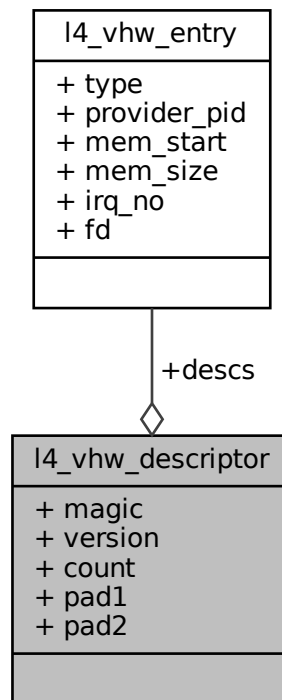 l4_vhw_entry
+ type
+ provider_pid
+ mem_start
+ mem_size
+ irq_no
+ fd
+descs
l4_vhw_descriptor
+ magic
+ version
+ count
+ pad1
+ pad2